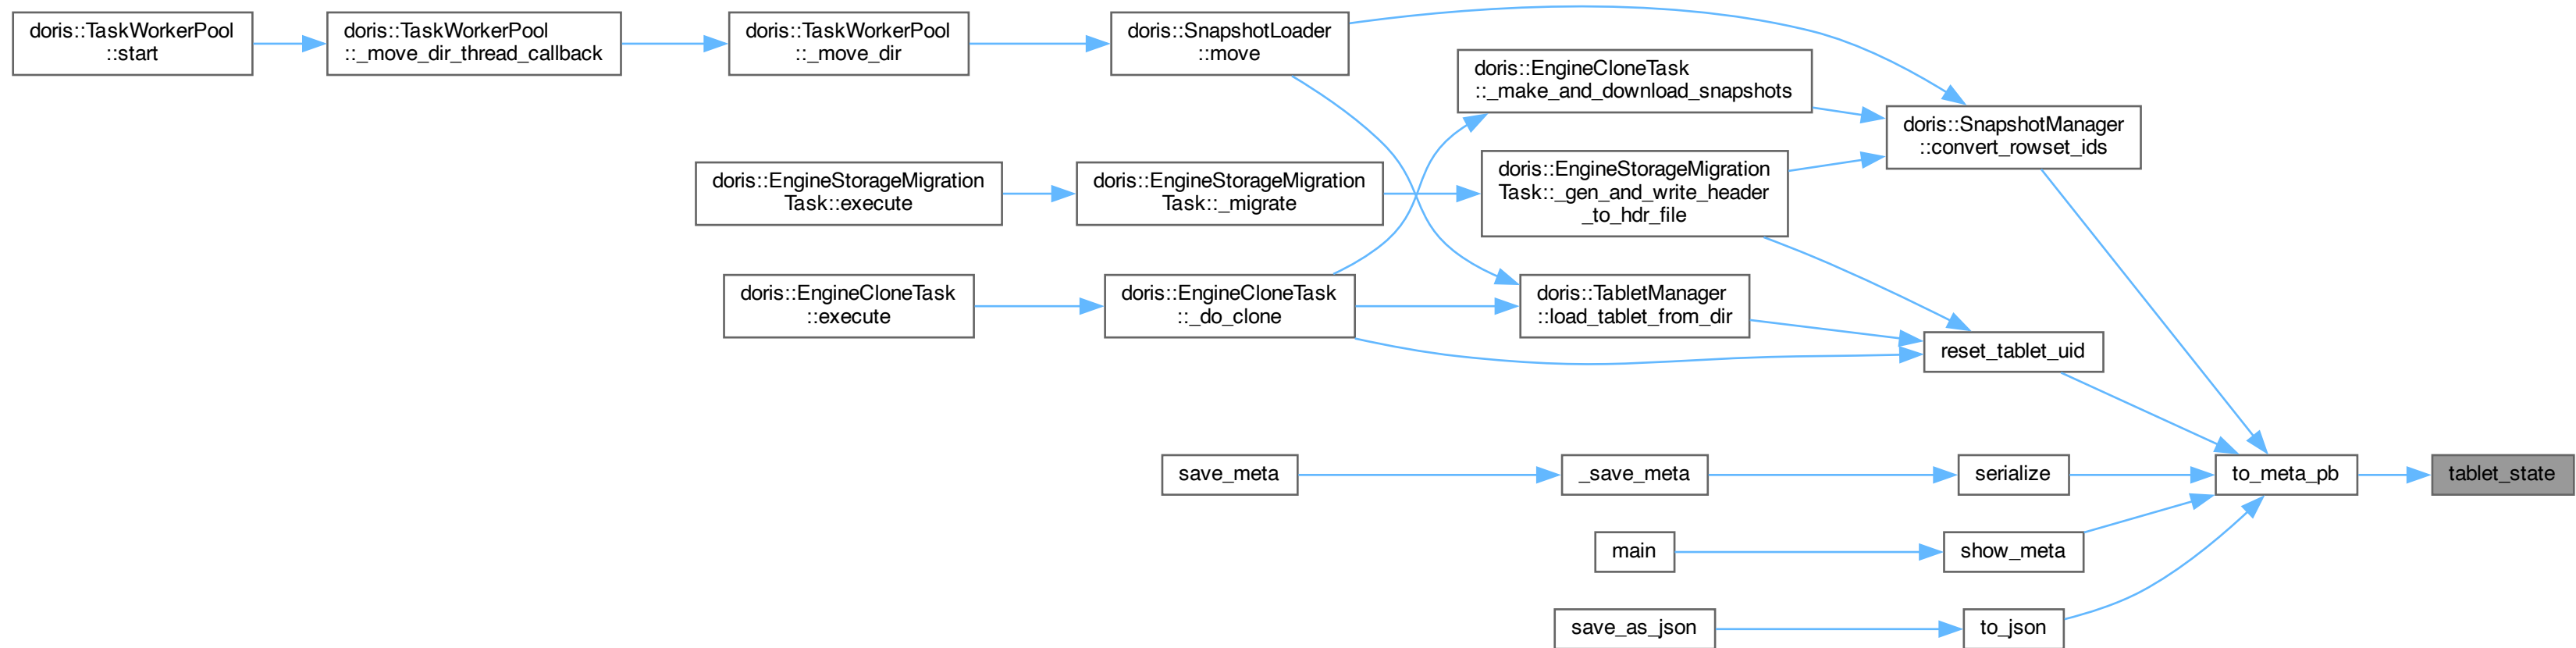 doris::TaskWorkerPool
::start
doris::TaskWorkerPool
::_move_dir_thread_callback
doris::TaskWorkerPool
::_move_dir
doris::SnapshotLoader
::move
doris::EngineCloneTask
::_make_and_download_snapshots
doris::SnapshotManager
::convert_rowset_ids
doris::EngineStorageMigration
Task::execute
doris::EngineStorageMigration
Task::_migrate
doris::EngineStorageMigration
Task::_gen_and_write_header
_to_hdr_file
doris::EngineCloneTask
::execute
doris::EngineCloneTask
::_do_clone
doris::TabletManager
::load_tablet_from_dir
reset_tablet_uid
save_meta
_save_meta
serialize
to_meta_pb
tablet_state
main
show_meta
save_as_json
to_json